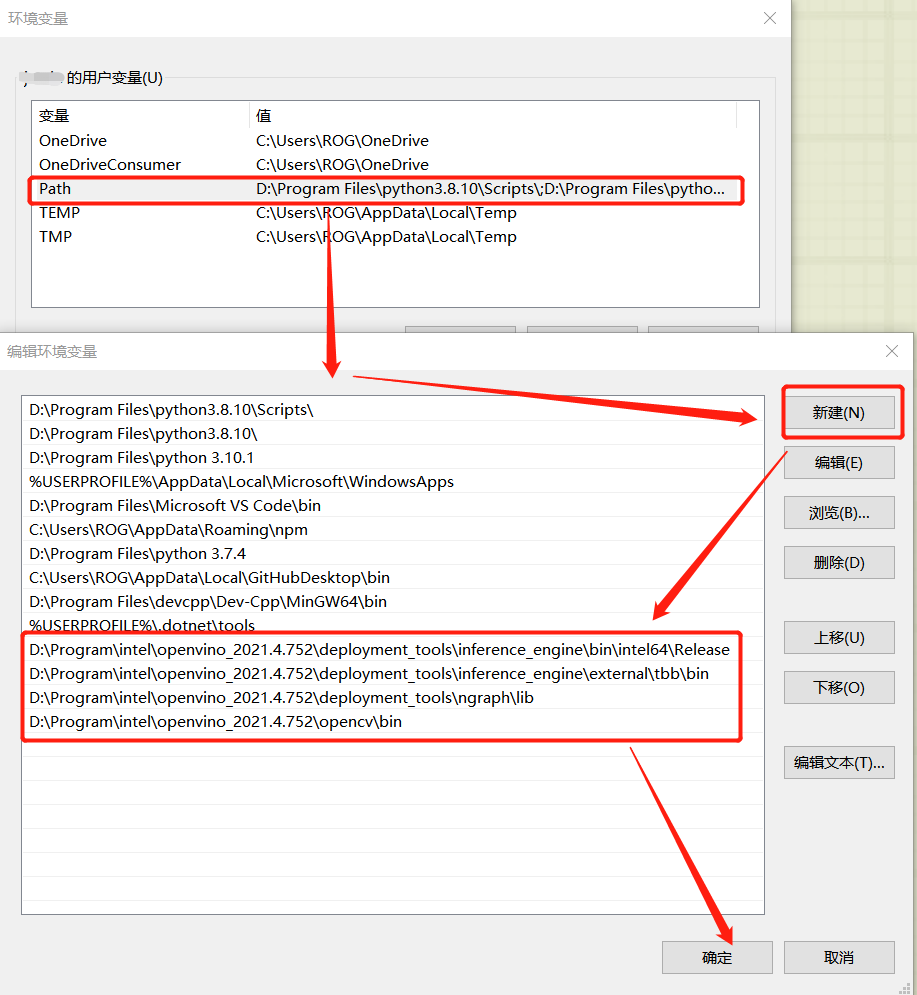 环境变量
的用户变量(U)
变量 值
OneDrive C:\Users\ROG\OneDrive
OneDriveConsumer C:\Users\ROG\OneDrive
Path D:\Program Files\python3.8.10\Scripts\;D:\Program Files\pytho...
TEMP C:\Users\ROG\AppData\Local\Temp
TMP C:\Users\ROG\AppData\Local\Temp
编辑环境变量
D:\Program Files\python3.8.10\Scripts\
D:\Program Files\python3.8.10\
D:\Program Files\python 3.10.1
%USERPROFILE%\AppData\Local\Microsoft\WindowsApps
D:\Program Files\Microsoft VS Code\bin
C:\Users\ROG\AppData\Roaming\npm
D:\Program Files\python 3.7.4
C:\Users\ROG\AppData\Local\GitHubDesktop\bin
D:\Program Files\devcpp\Dev-Cpp\MinGW64\bin
%USERPROFILE%\.dotnet\tools
D:\Program\intel\openvino_2021.4.752\deployment_tools\inference_engine\bin\intel64\Release
D:\Program\intel\openvino_2021.4.752\deployment_tools\inference_engine\external\tbb\bin
D:\Program\intel\openvino_2021.4.752\deployment_tools\ngraph\lib
D:\Program\intel\openvino_2021.4.752\opencv\bin
新建(N)
编辑(E)
浏览(B)...
删除(D)
上移(U)
下移(O)
编辑文本(T)...
确定
取消